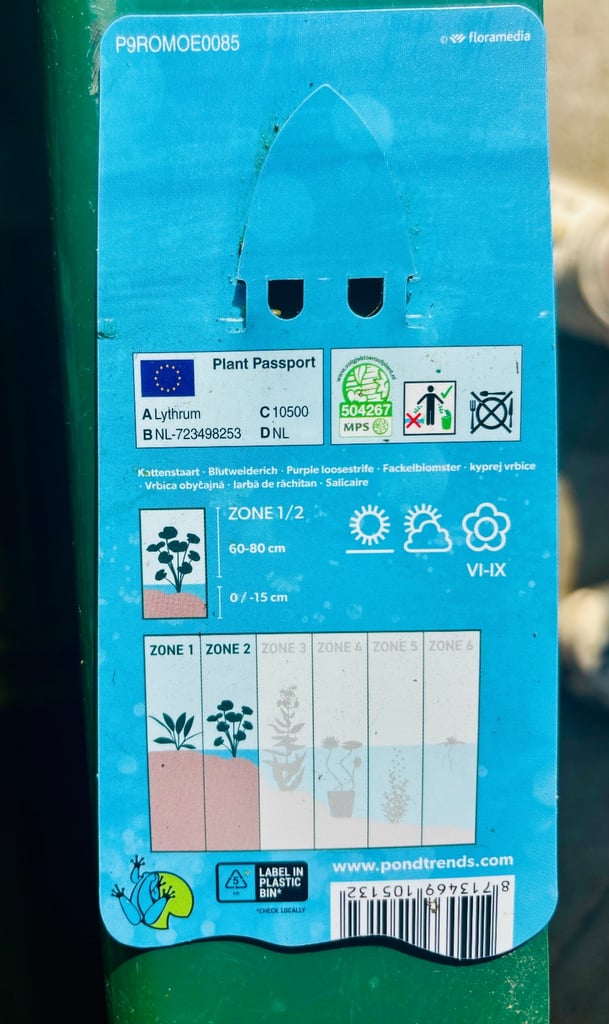 P9ROMOE0085
© floramedia
Plant Passport
A Lythrum C 10500
B NL-723498253 D NL
504267
MPS
Kattenstaart · Blutweiderich · Purple loosestrife · Fackelblomster · kyprej vrbice
· Vrbica obyčajná · Iarbă de răchitan · Salicaire
ZONE 1/2
60-80 cm
0 / -15 cm
VI-IX
ZONE 1 ZONE 2 ZONE 3 ZONE 4 ZONE 5 ZONE 6
5
PP
LABEL IN
PLASTIC
BIN*
*CHECK LOCALLY
www.pondtrends.com
8 713469 105132